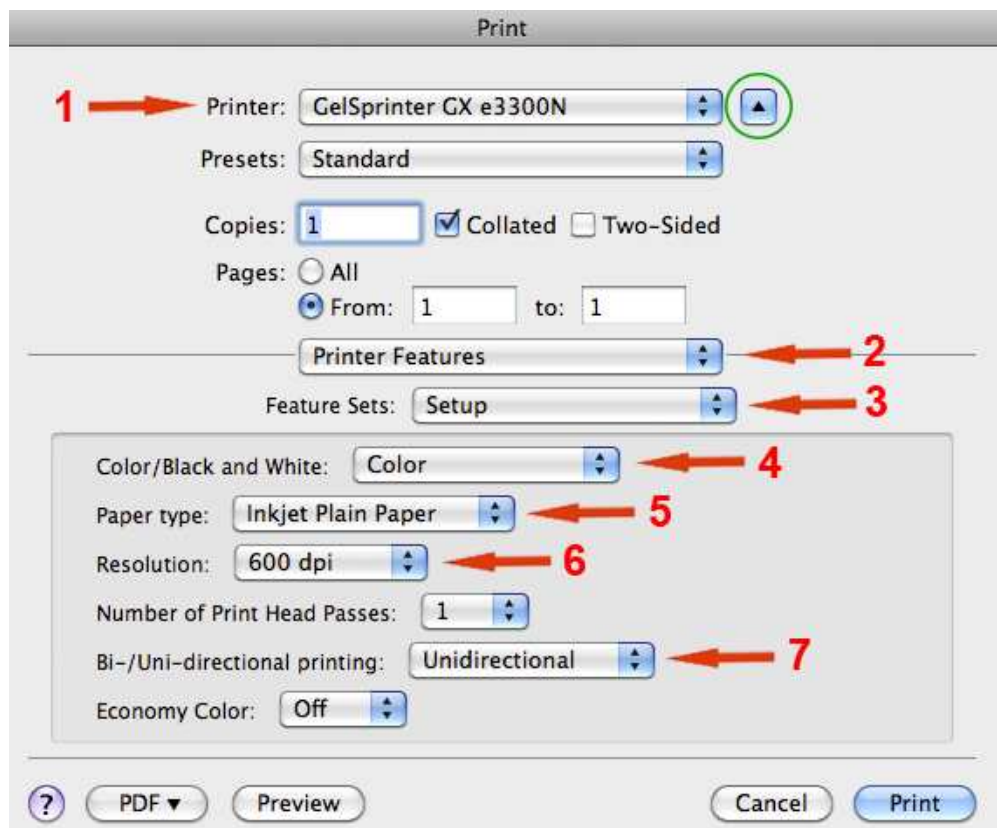 Print
1 Printer: GelSprinter GX e3300N
Presets: Standard
Copies: 1 Collated Two-Sided
Pages: All
From: 1 to: 1
Printer Features 2
Feature Sets: Setup 3
Color/Black and White: Color 4
Paper type: Inkjet Plain Paper 5
Resolution: 600 dpi 6
Number of Print Head Passes: 1
Bi-/Uni-directional printing: Unidirectional 7
Economy Color: Off
? PDF▼ Preview Cancel Print